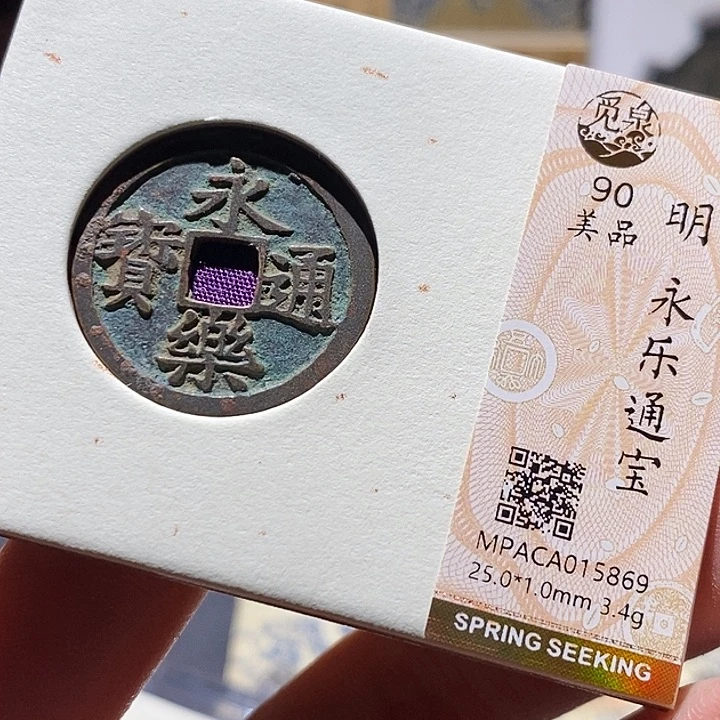 永樂通寳
觅泉
90
美品
明
永乐通宝
MPACA015869
25.0*1.0mm 3.4g
SPRING SEEKING